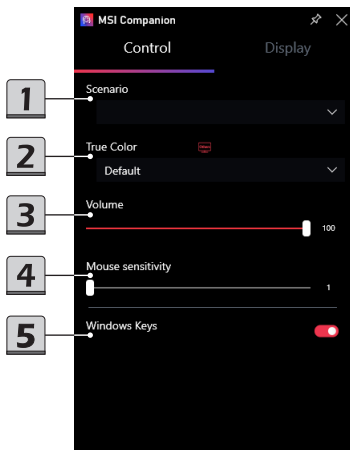 MSI Companion
Control Display
1 Scenario
2 True Color
Default
3 Volume
100
4 Mouse sensitivity
1
5 Windows Keys